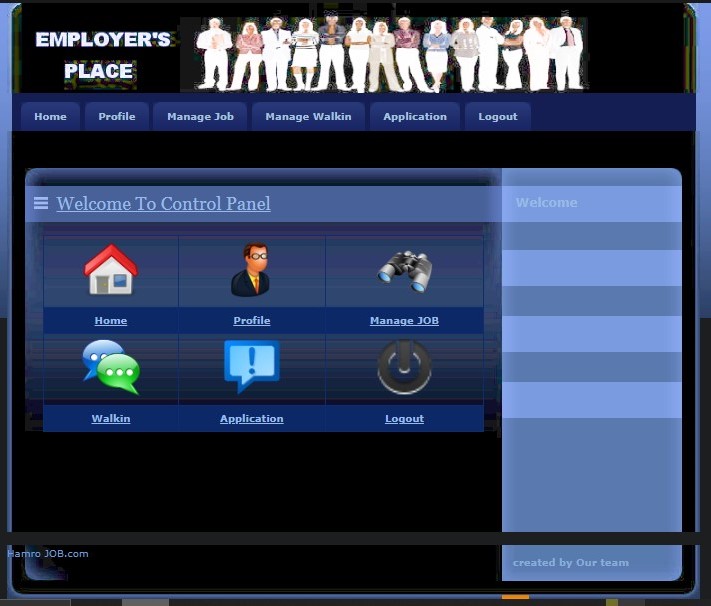 EMPLOYER'S
PLACE
Home Profile Manage Job Manage Walkin Application Logout
Welcome To Control Panel
Welcome
Home Profile Manage JOB
Walkin Application Logout
Hamro JOB.com
created by Our team